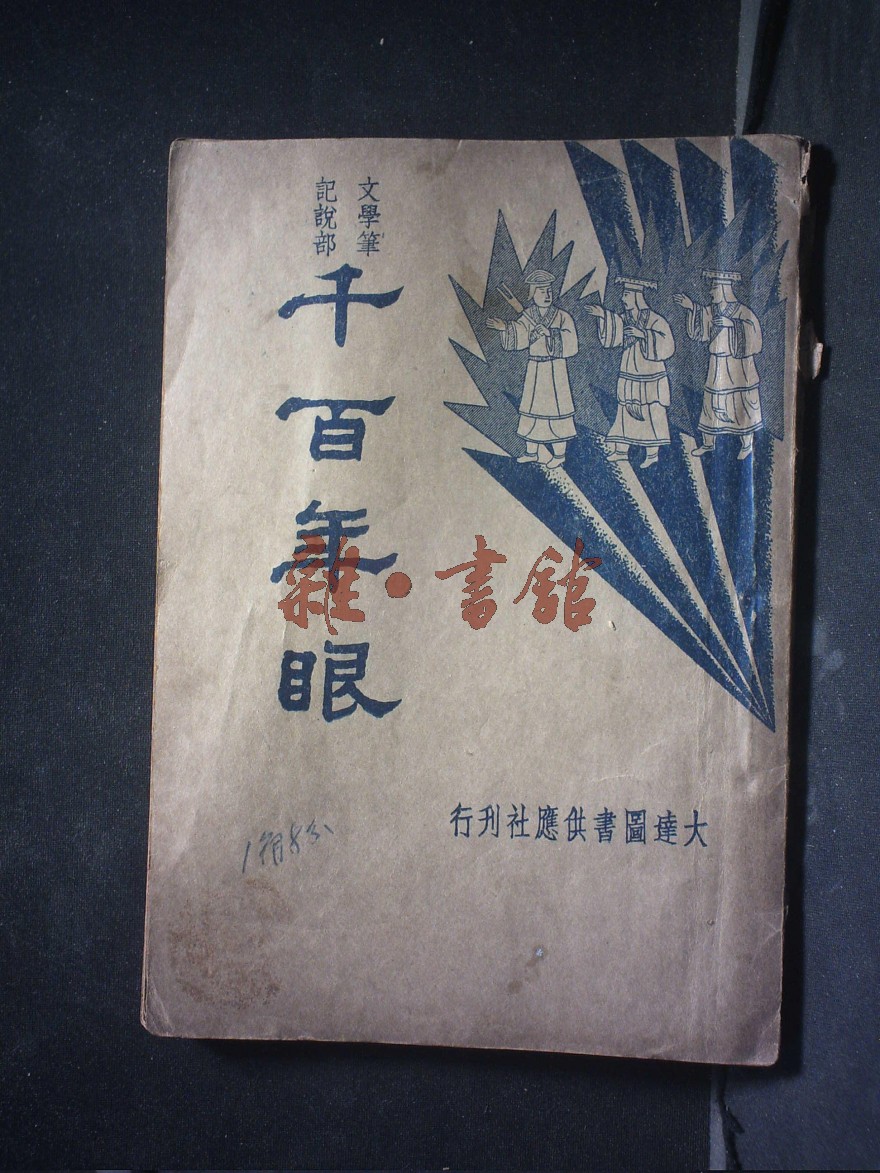 文學筆
記說部
千百年眼
雜·書館
大達圖書供應社刊行